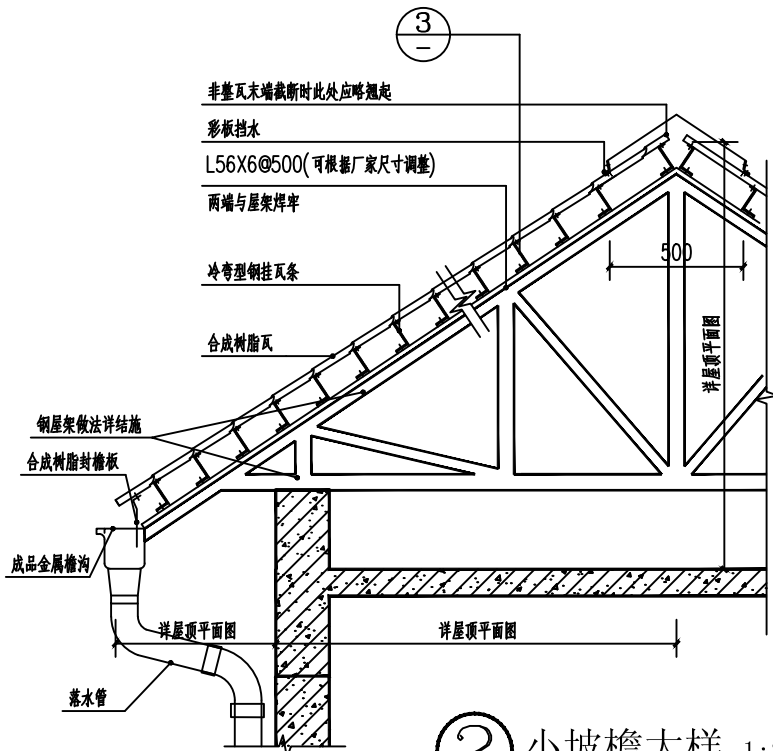 3
–
非整瓦末端截断时此处应略翘起
彩板挡水
L56X6@500(可根据厂家尺寸调整)
两端与屋架焊牢
500
冷弯型钢挂瓦条
详屋顶平面图
合成树脂瓦
钢屋架做法详结施
合成树脂封檐板
成品金属檐沟
详屋顶平面图
详屋顶平面图
落水管
小坡檐大样 1: